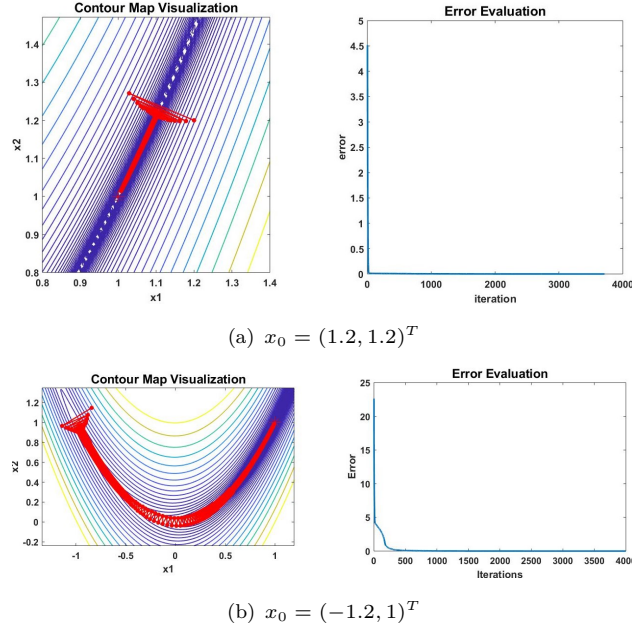 Contour Map Visualization
Error Evaluation
1.4
1.3
1.2
1.1
1
0.9
0.8
x2
0.8 0.9 1 1.1 1.2 1.3 1.4
x1
5
4.5
4
3.5
3
2.5
2
1.5
1
0.5
0
error
0 1000 2000 3000 4000
iteration
(a) x₀ = (1.2, 1.2)ᵀ
Contour Map Visualization
Error Evaluation
1.2
1
0.8
0.6
0.4
0.2
0
-0.2
x2
-1 -0.5 0 0.5 1
x1
25
20
15
10
5
0
Error
0 500 1000 1500 2000 2500 3000 3500 4000
Iterations
(b) x₀ = (−1.2, 1)ᵀ